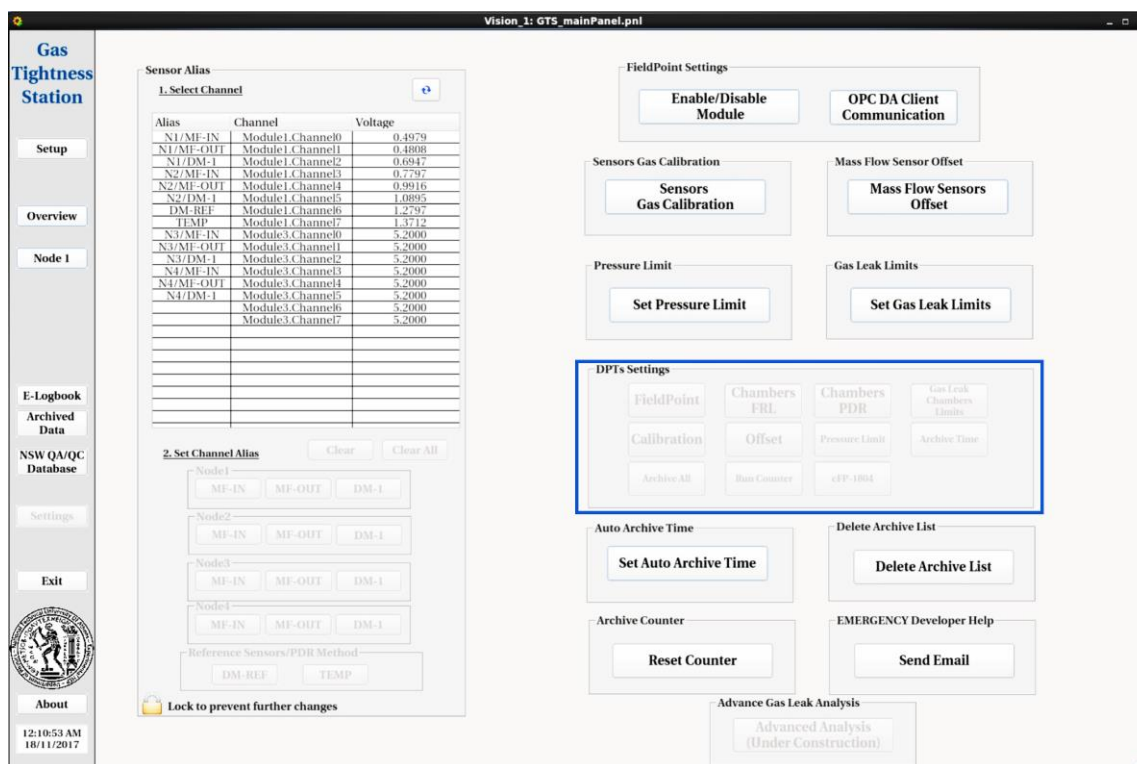 Vision_1: GTS_mainPanel.pnl
Gas
Tightness
Station
Setup
Overview
Node 1
E-Logbook
Archived
Data
NSW QA/QC
Database
Settings
Exit
About
12:10:53 AM
18/11/2017
Sensor Alias
1. Select Channel
Alias Channel Voltage
N1/MF-IN Module1.Channel0 0.4979
N1/MF-OUT Module1.Channel1 0.4808
N1/DM-1 Module1.Channel2 0.6947
N2/MF-IN Module1.Channel3 0.7797
N2/MF-OUT Module1.Channel4 0.9916
N2/DM-1 Module1.Channel5 1.0895
DM-REF Module1.Channel6 1.2797
TEMP Module1.Channel7 1.3712
N3/MF-IN Module3.Channel0 5.2000
N3/MF-OUT Module3.Channel1 5.2000
N3/DM-1 Module3.Channel2 5.2000
N4/MF-IN Module3.Channel3 5.2000
N4/MF-OUT Module3.Channel4 5.2000
N4/DM-1 Module3.Channel5 5.2000
Module3.Channel6 5.2000
Module3.Channel7 5.2000
2. Set Channel Alias Clear Clear All
Node1
MF-IN MF-OUT DM-1
Node2
MF-IN MF-OUT DM-1
Node3
MF-IN MF-OUT DM-1
Node4
MF-IN MF-OUT DM-1
Reference Sensors/PDR Method
DM-REF TEMP
Lock to prevent further changes
FieldPoint Settings
Enable/Disable
Module
OPC DA Client
Communication
Sensors Gas Calibration
Sensors
Gas Calibration
Mass Flow Sensor Offset
Mass Flow Sensors
Offset
Pressure Limit
Set Pressure Limit
Gas Leak Limits
Set Gas Leak Limits
DPTs Settings
FieldPoint
Chambers
FRL
Chambers
PDR
Gas Leak
Chambers
Limits
Calibration Offset Pressure Limit Archive Time
Archive All Run Counter cFP-1804
Auto Archive Time
Set Auto Archive Time
Delete Archive List
Delete Archive List
Archive Counter
Reset Counter
EMERGENCY Developer Help
Send Email
Advance Gas Leak Analysis
Advanced Analysis
(Under Construction)